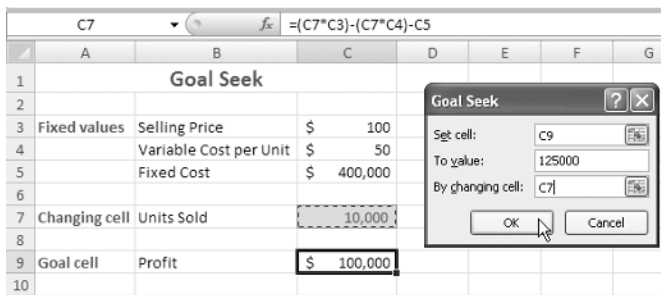 C7 fx =(C7*C3)-(C7*C4)-C5
A B C D E F G
1 Goal Seek
2
3 Fixed values Selling Price $ 100
4 Variable Cost per Unit $ 50
5 Fixed Cost $ 400,000
6
7 Changing cell Units Sold 10,000
8
9 Goal cell Profit $ 100,000
10
Goal Seek ? X
Set cell: C9
To value: 125000
By changing cell: C7
OK Cancel